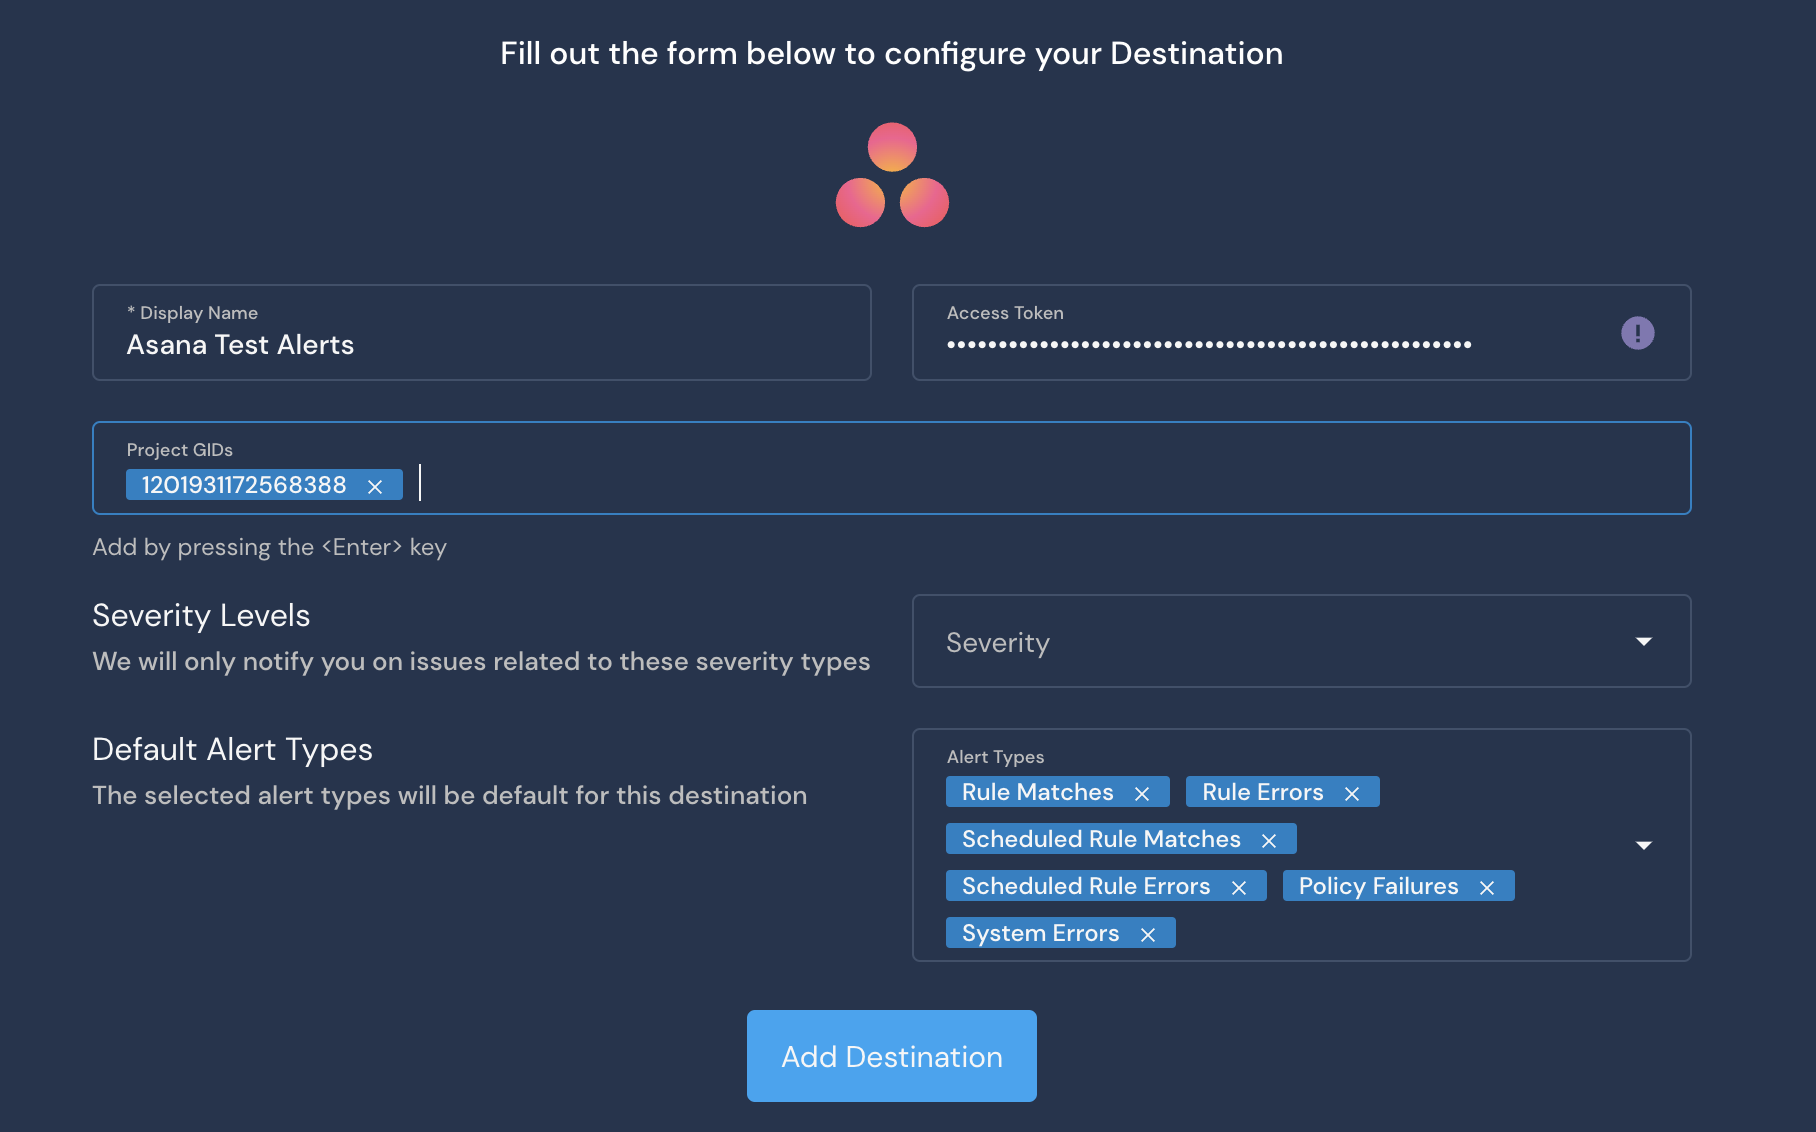 Fill out the form below to configure your Destination
* Display Name
Asana Test Alerts
Access Token
••••••••••••••••••••••••••••••••••••••••••••••••••
Project GIDs
1201931172568388 ×
Add by pressing the <Enter> key
Severity Levels
We will only notify you on issues related to these severity types
Severity
Default Alert Types
The selected alert types will be default for this destination
Alert Types
Rule Matches × Rule Errors ×
Scheduled Rule Matches ×
Scheduled Rule Errors × Policy Failures ×
System Errors ×
Add Destination